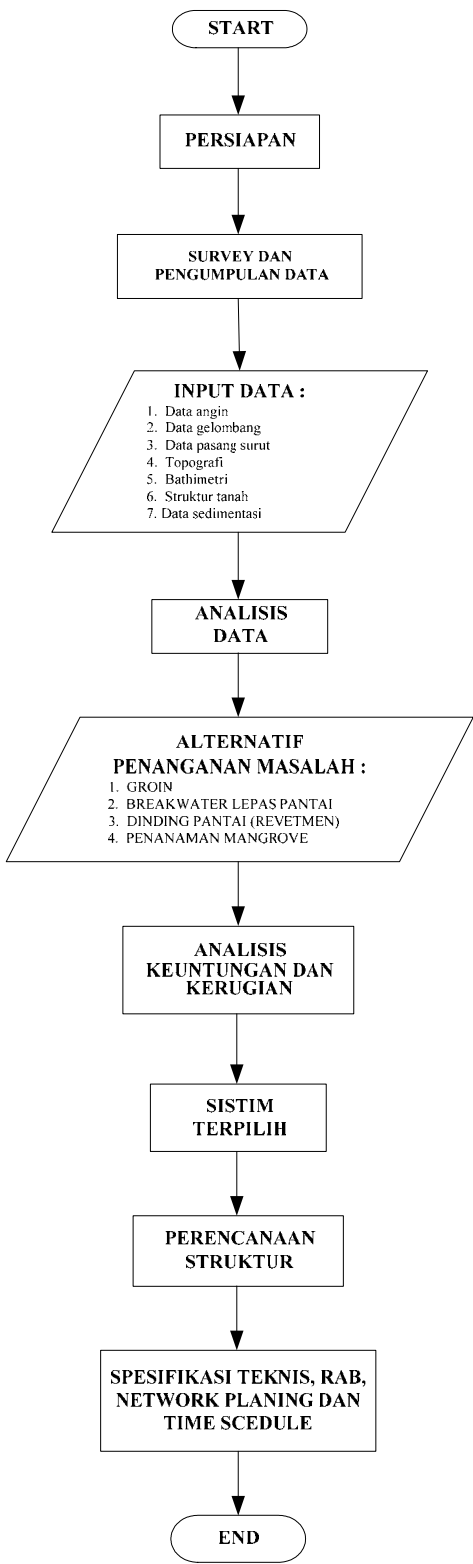 START
PERSIAPAN
SURVEY DAN
PENGUMPULAN DATA
INPUT DATA :
1. Data angin
2. Data gelombang
3. Data pasang surut
4. Topografi
5. Bathimetri
6. Struktur tanah
7. Data sedimentasi
ANALISIS
DATA
ALTERNATIF
PENANGANAN MASALAH :
1. GROIN
2. BREAKWATER LEPAS PANTAI
3. DINDING PANTAI (REVETMEN)
4. PENANAMAN MANGROVE
ANALISIS
KEUNTUNGAN DAN
KERUGIAN
SISTIM
TERPILIH
PERENCANAAN
STRUKTUR
SPESIFIKASI TEKNIS, RAB,
NETWORK PLANING DAN
TIME SCEDULE
END